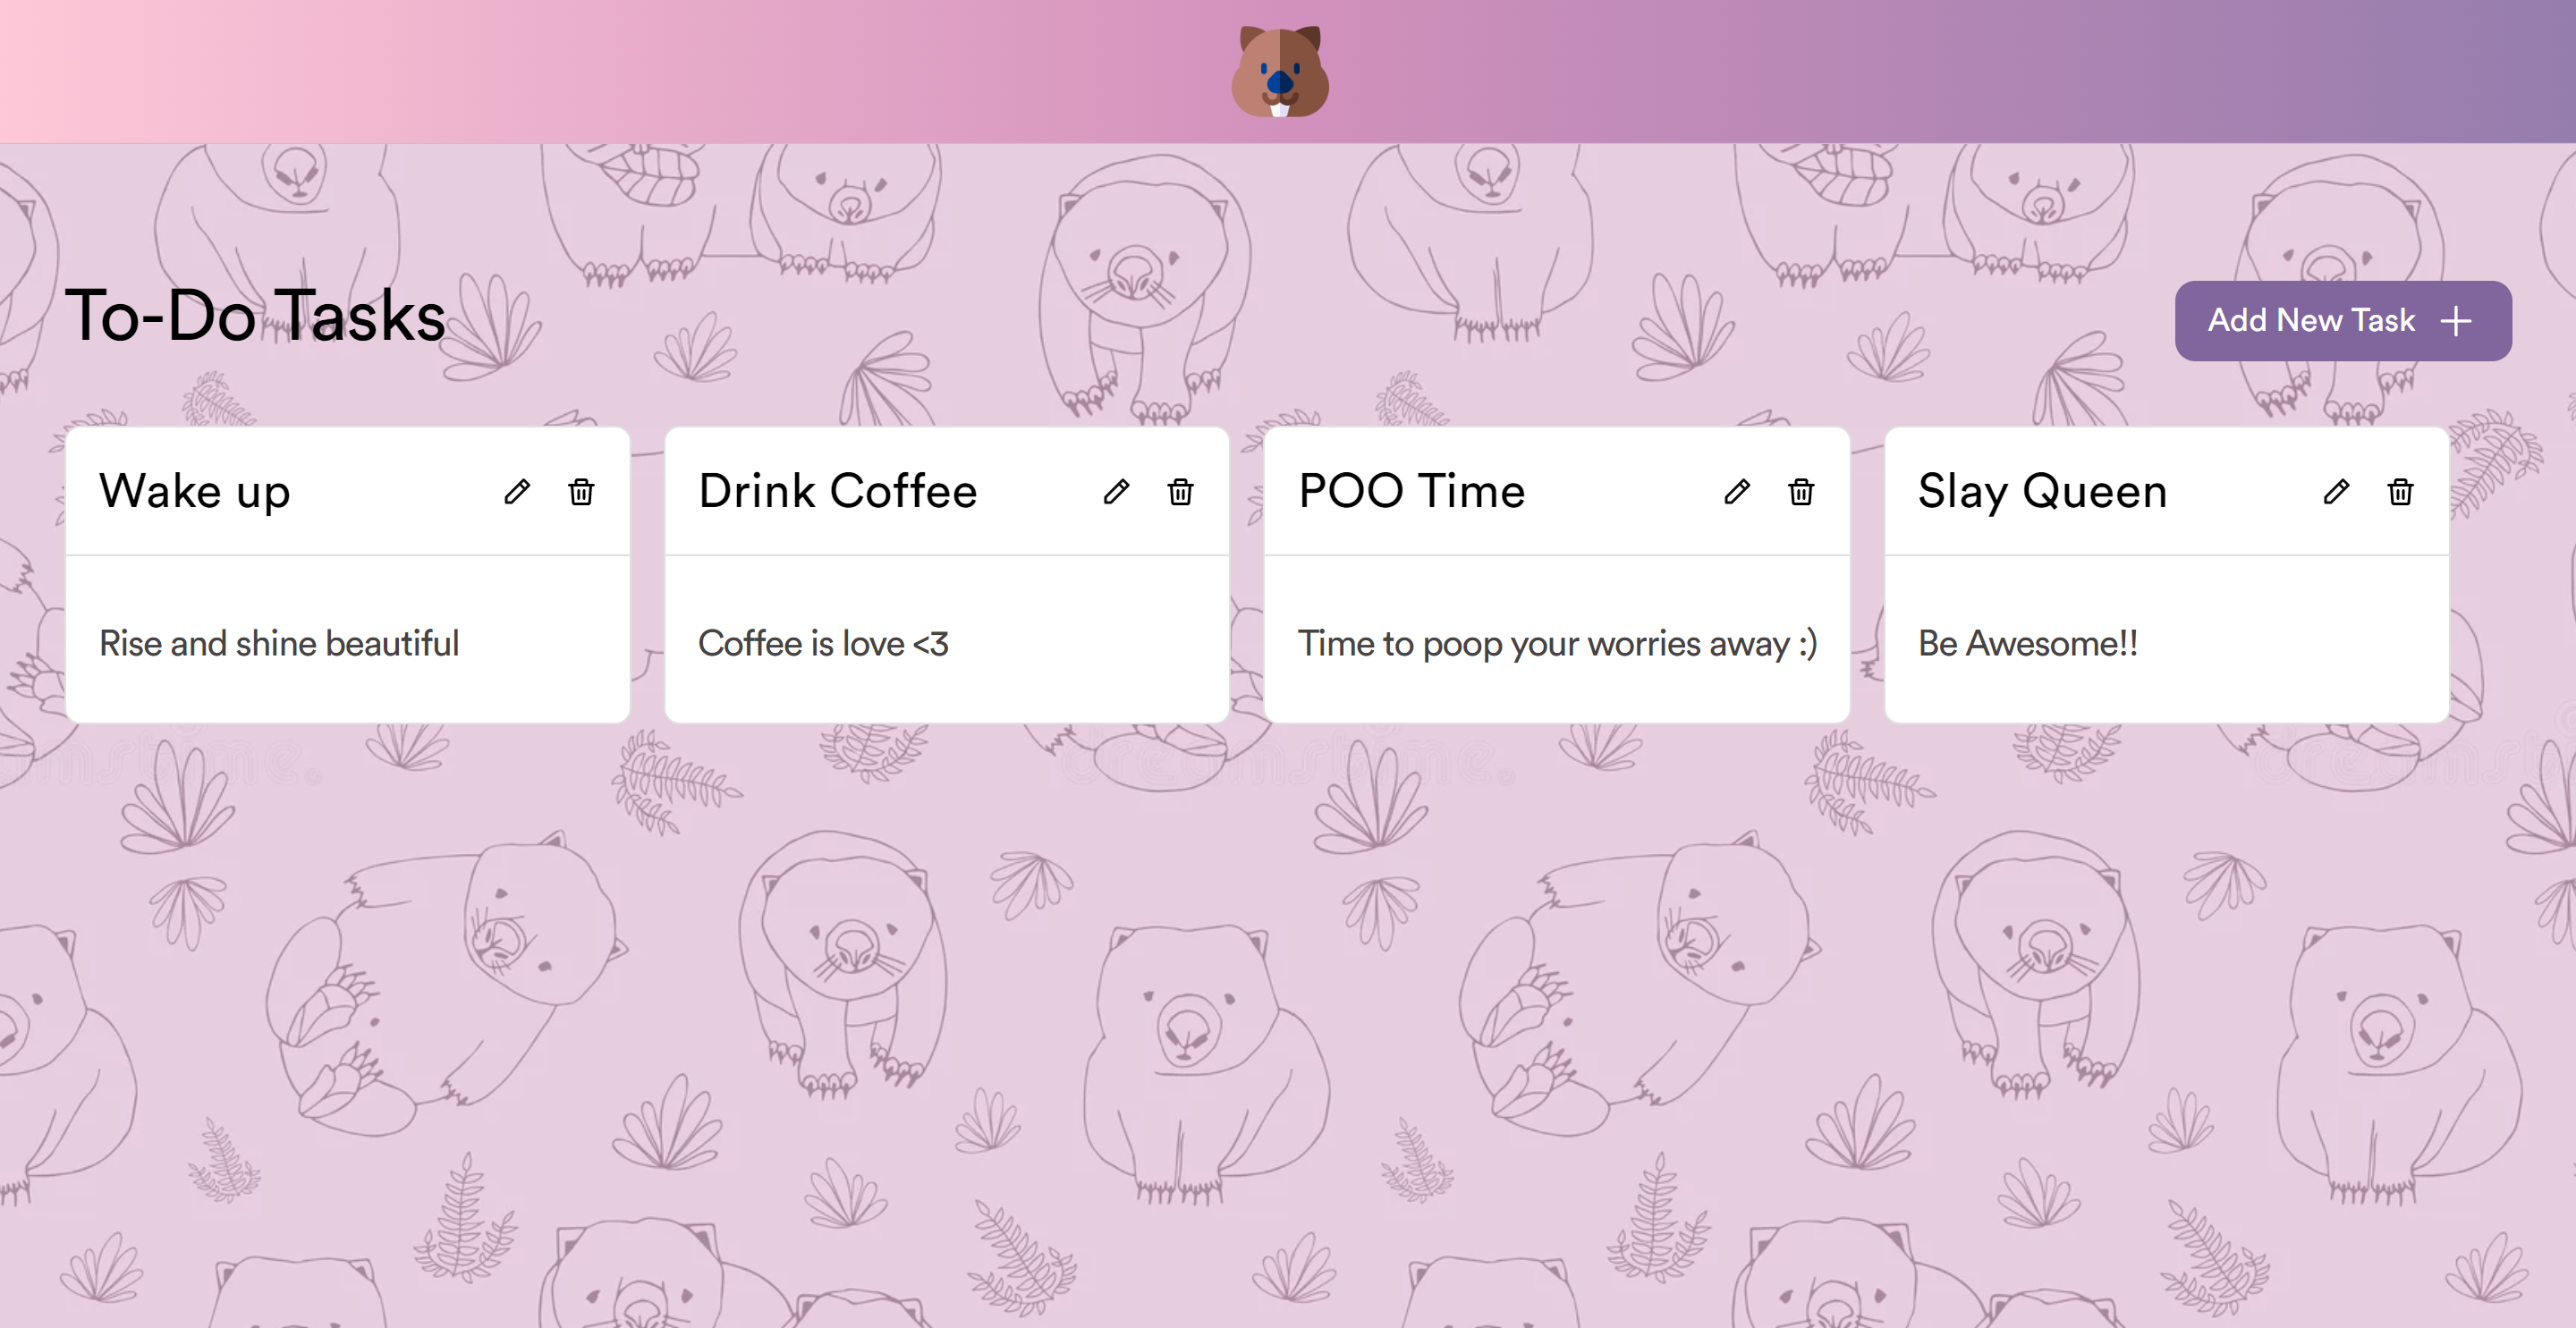 To-Do Tasks
Add New Task
Wake up
Drink Coffee
POO Time
Slay Queen
Rise and shine beautiful
Coffee is love <3
Time to poop your worries away :)
Be Awesome!!
dreamstime.